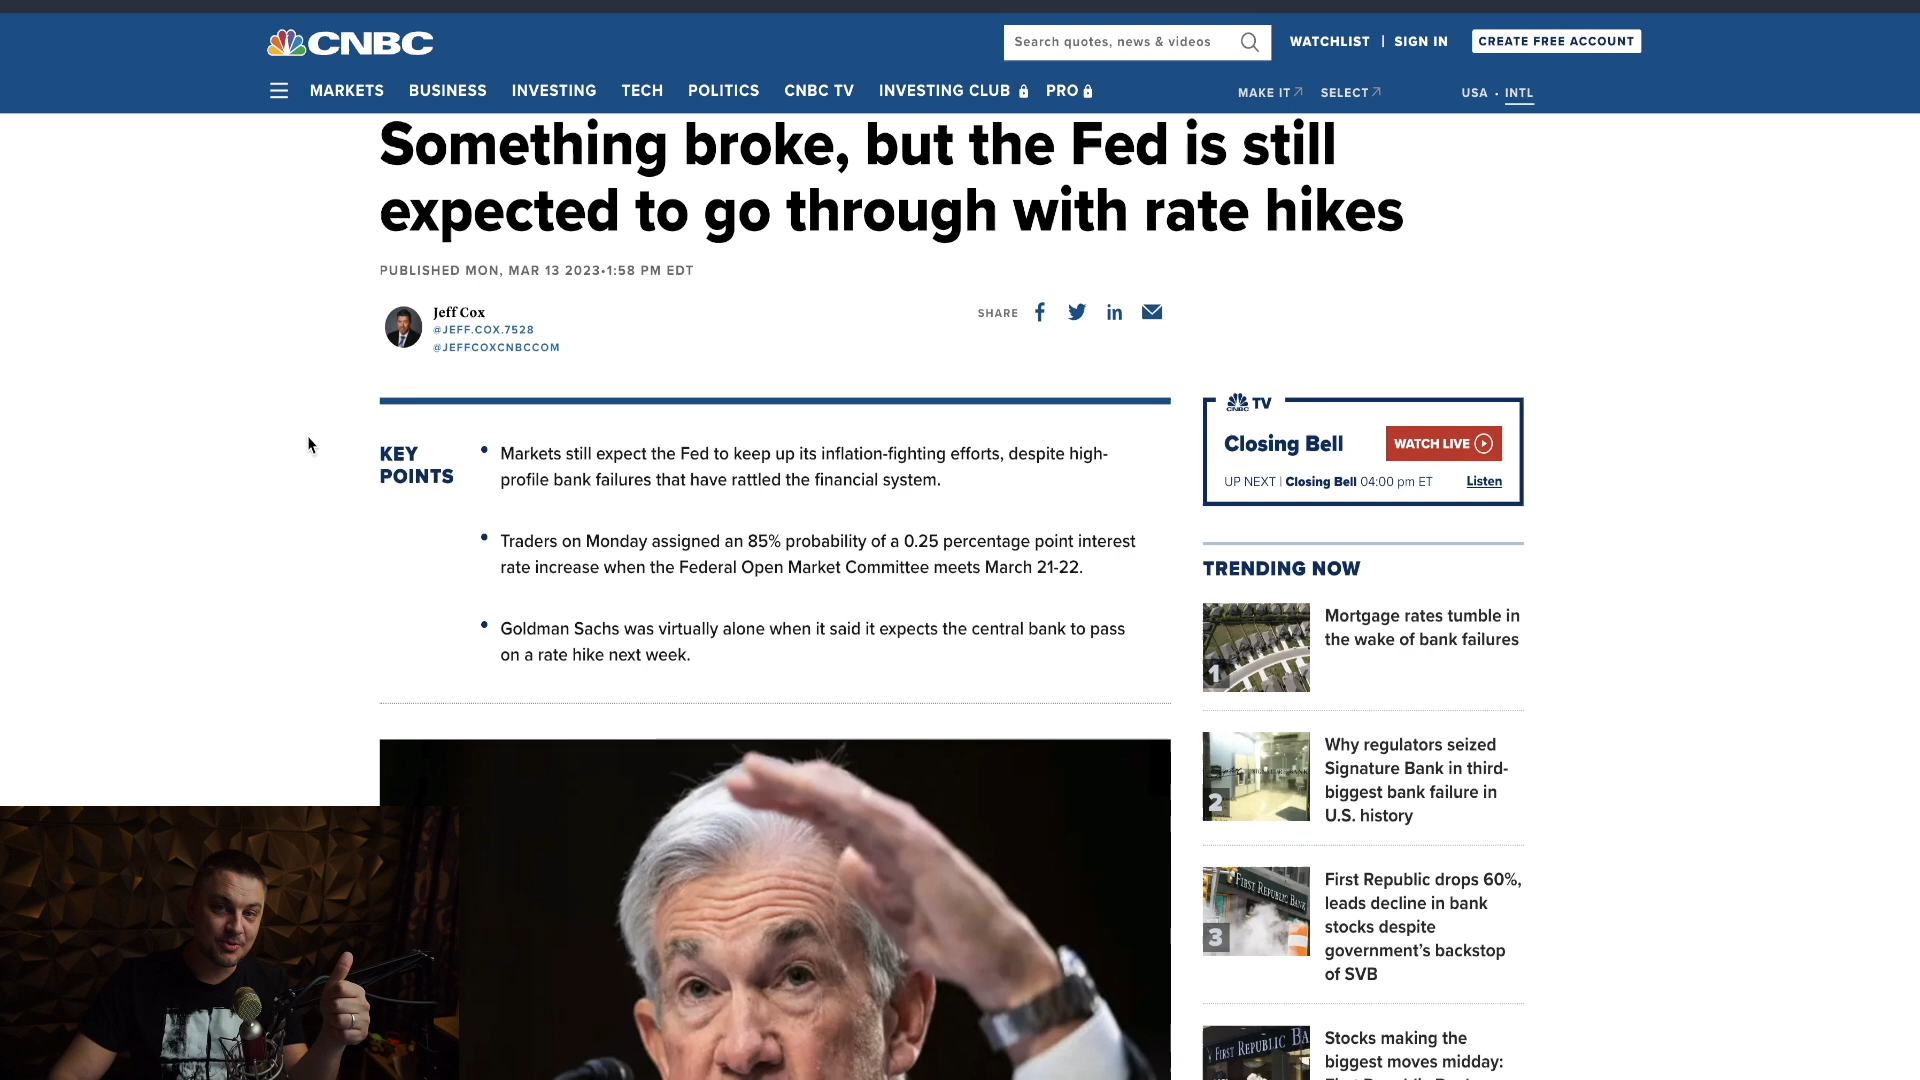 CNBC
Search quotes, news & videos
WATCHLIST | SIGN IN
CREATE FREE ACCOUNT
MARKETS BUSINESS INVESTING TECH POLITICS CNBC TV INVESTING CLUB PRO
MAKE IT SELECT USA • INTL
Something broke, but the Fed is still
expected to go through with rate hikes
PUBLISHED MON, MAR 13 2023•1:58 PM EDT
Jeff Cox
@JEFF.COX.7528
@JEFFCOXCNBCCOM
SHARE
KEY
POINTS
• Markets still expect the Fed to keep up its inflation-fighting efforts, despite high-
profile bank failures that have rattled the financial system.
• Traders on Monday assigned an 85% probability of a 0.25 percentage point interest
rate increase when the Federal Open Market Committee meets March 21-22.
• Goldman Sachs was virtually alone when it said it expects the central bank to pass
on a rate hike next week.
CNBC TV
Closing Bell
WATCH LIVE
UP NEXT | Closing Bell 04:00 pm ET
Listen
TRENDING NOW
1
Mortgage rates tumble in
the wake of bank failures
2
Why regulators seized
Signature Bank in third-
biggest bank failure in
U.S. history
FIRST REPUBLIC BANK
3
First Republic drops 60%,
leads decline in bank
stocks despite
government's backstop
of SVB
FIRST REPUBLIC BA
Stocks making the
biggest moves midday: